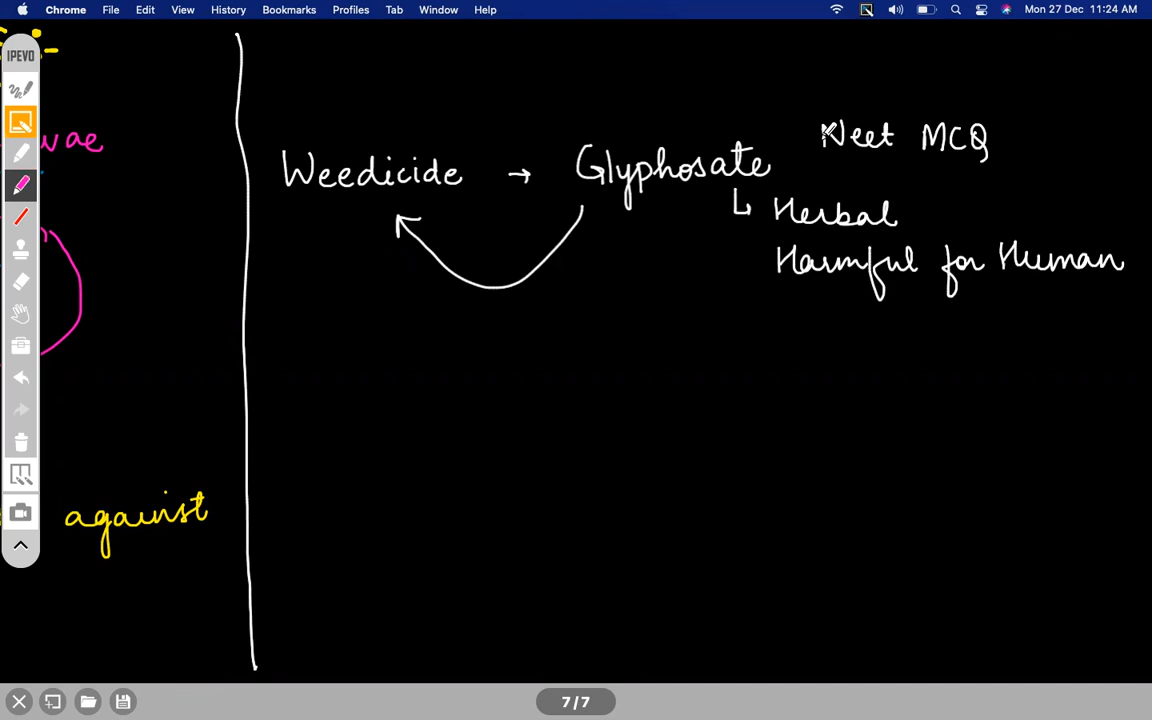 Chrome File Edit View History Bookmarks Profiles Tab Window Help Mon 27 Dec 11:24 AM
IPEVO
vae
Neet MCQ
Weedicide → Glyphosate
Herbal
Harmful for Human
against
7/7